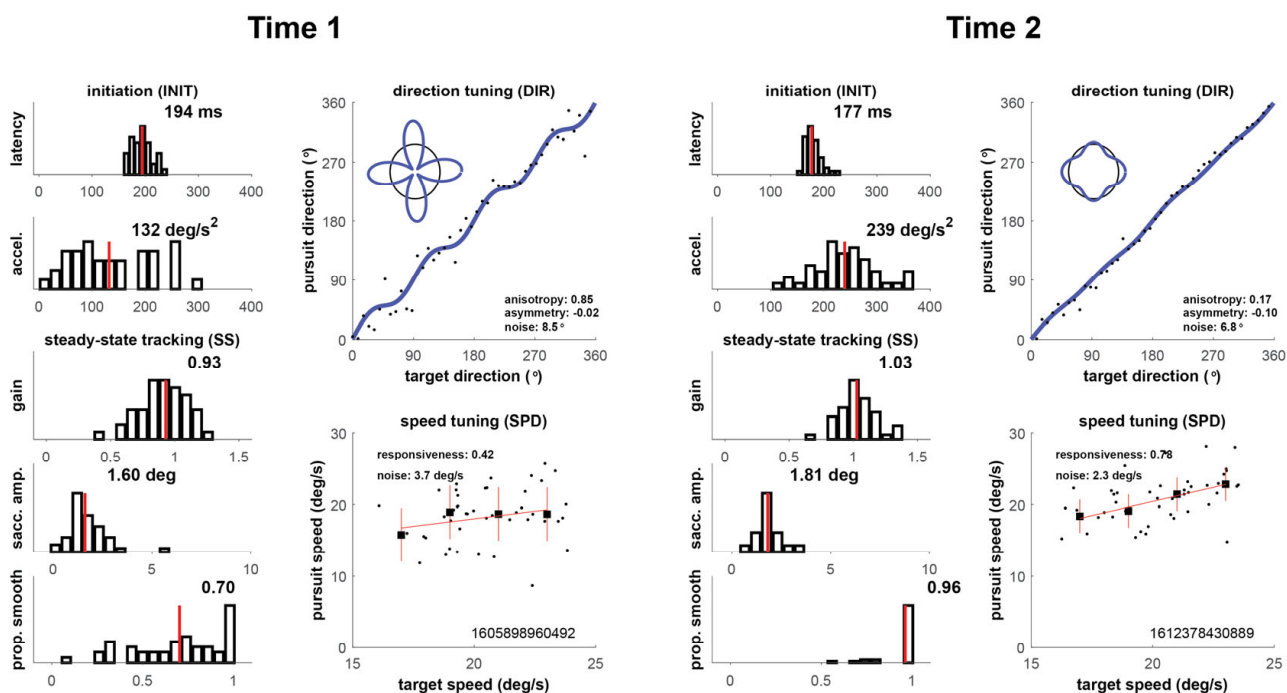 Time 1
initiation (INIT)
194 ms
latency
0 100 200 300 400
132 deg/s2
accel.
0 100 200 300 400
steady-state tracking (SS)
0.93
gain
0 0.5 1 1.5
1.60 deg
sacc. amp.
0 5 10
0.70
prop. smooth
0 0.5 1
direction tuning (DIR)
360
270
180
90
0
pursuit direction (°)
anisotropy: 0.85
asymmetry: -0.02
noise: 8.5 °
0 90 180 270 360
target direction (°)
speed tuning (SPD)
30
20
10
0
pursuit speed (deg/s)
responsiveness: 0.42
noise: 3.7 deg/s
1605898960492
15 20 25
target speed (deg/s)
Time 2
initiation (INIT)
177 ms
latency
0 100 200 300 400
239 deg/s2
accel.
0 100 200 300 400
steady-state tracking (SS)
1.03
gain
0 0.5 1 1.5
1.81 deg
sacc. amp.
0 5 10
0.96
prop. smooth
0 0.5 1
direction tuning (DIR)
360
270
180
90
0
pursuit direction (°)
anisotropy: 0.17
asymmetry: -0.10
noise: 6.8 °
0 90 180 270 360
target direction (°)
speed tuning (SPD)
30
20
10
0
pursuit speed (deg/s)
responsiveness: 0.78
noise: 2.3 deg/s
1612378430889
15 20 25
target speed (deg/s)